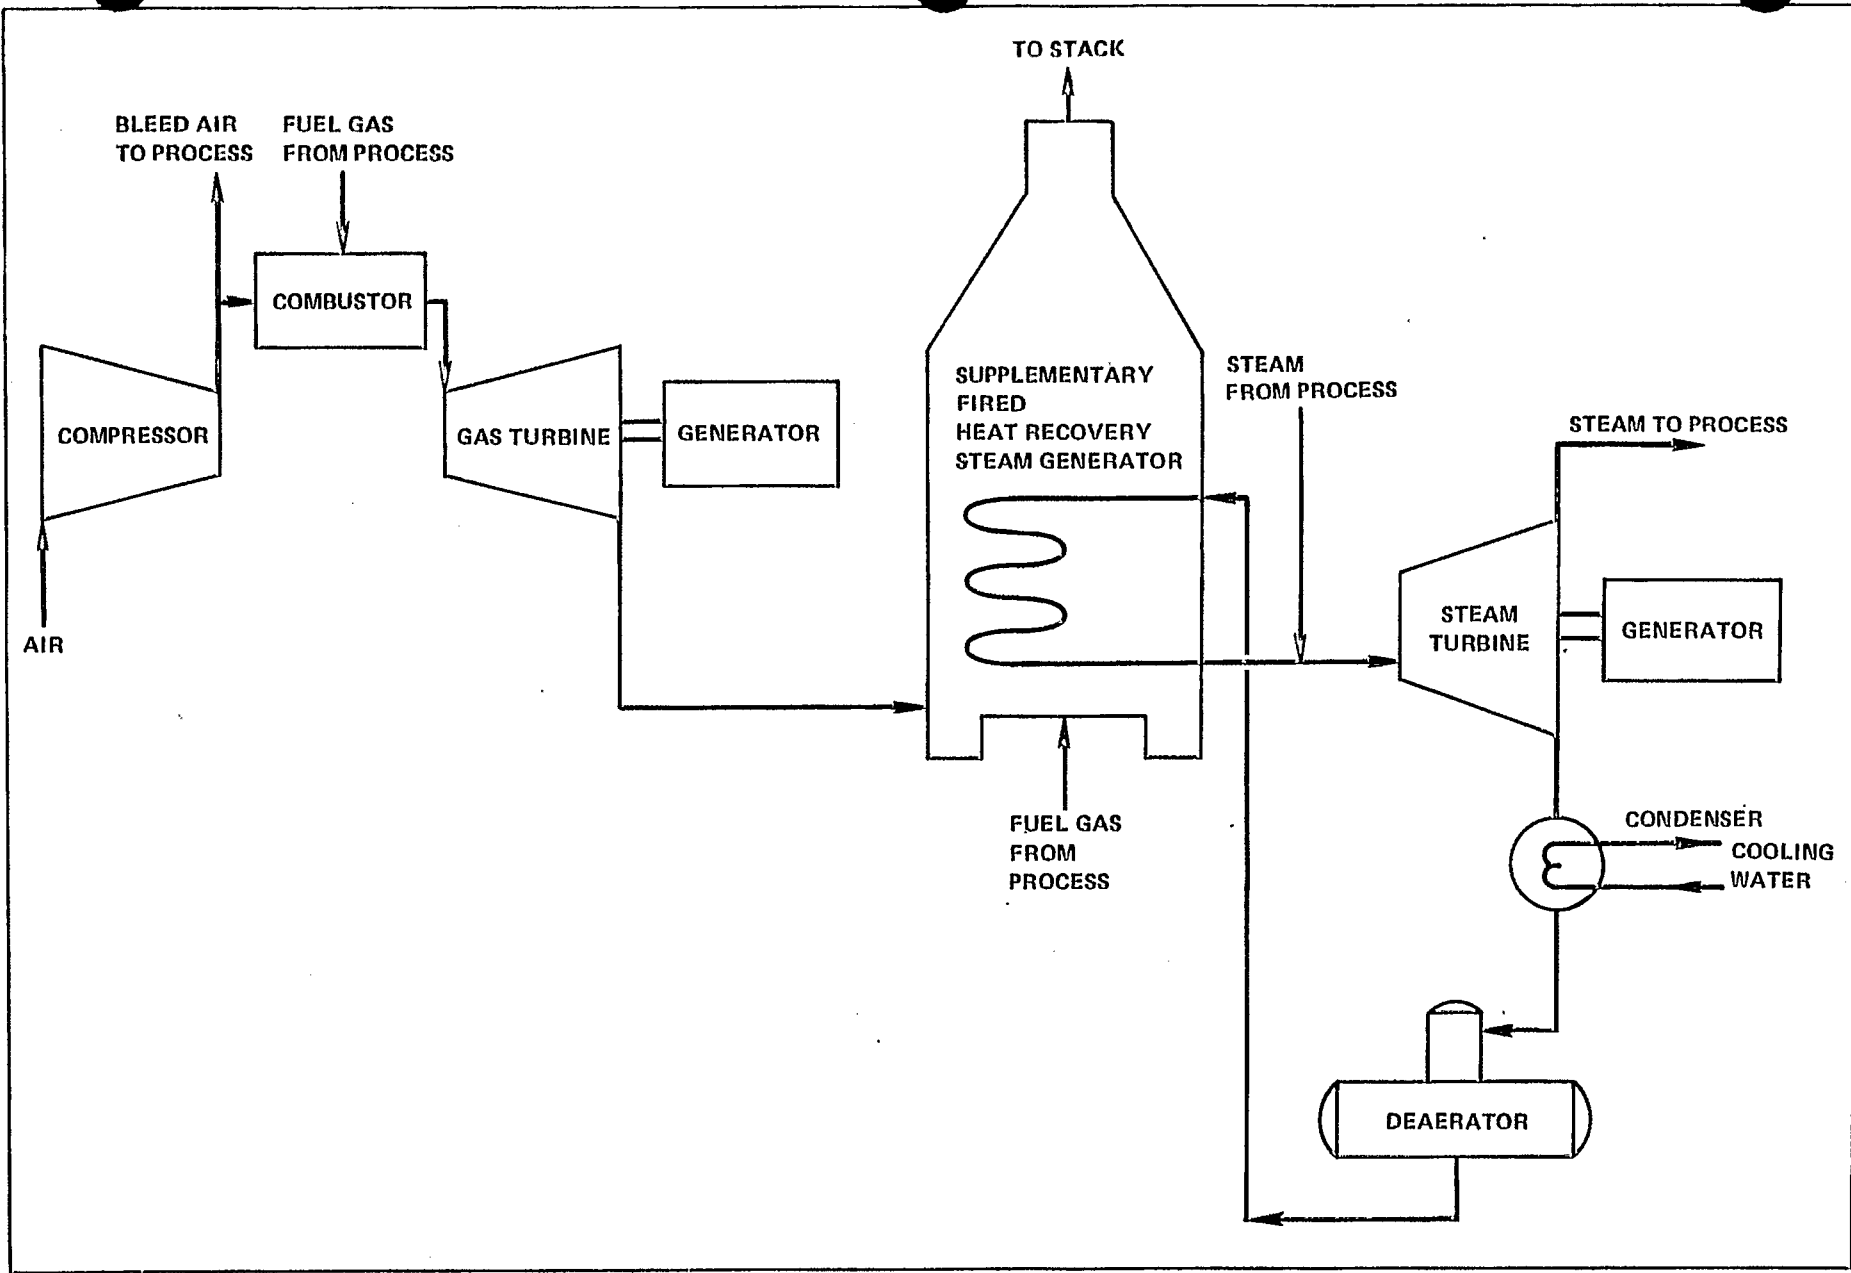 TO STACK
BLEED AIR
TO PROCESS
FUEL GAS
FROM PROCESS
COMBUSTOR
COMPRESSOR
GAS TURBINE
GENERATOR
AIR
SUPPLEMENTARY
FIRED
HEAT RECOVERY
STEAM GENERATOR
STEAM
FROM PROCESS
STEAM TO PROCESS
STEAM
TURBINE
GENERATOR
FUEL GAS
FROM
PROCESS
CONDENSER
COOLING
WATER
DEAERATOR